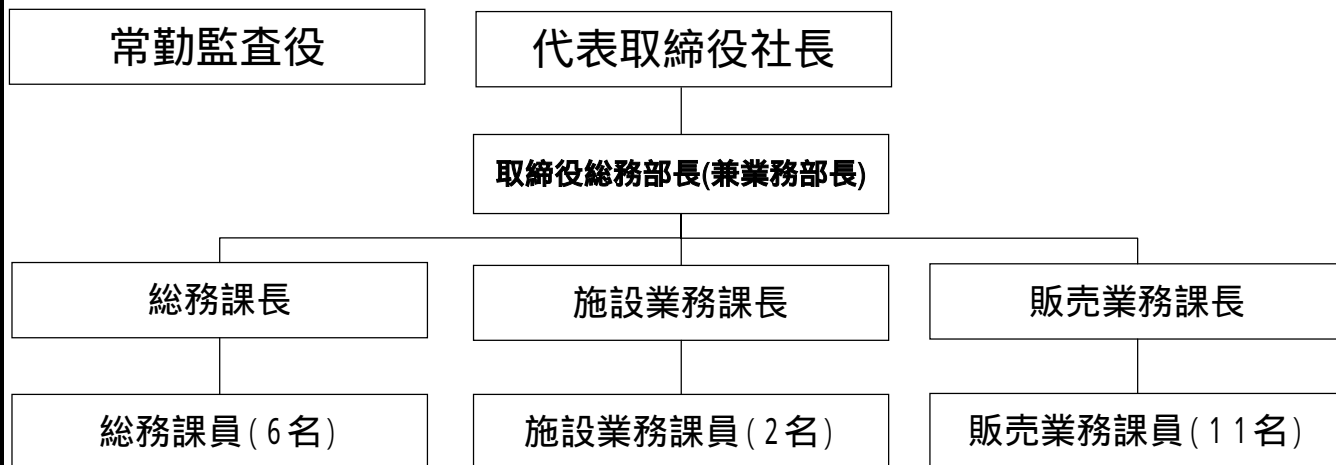 常勤監査役
代表取締役社長
取締役総務部長(兼業務部長)
総務課長
施設業務課長
販売業務課長
総務課員(6名)
施設業務課員(2名)
販売業務課員(11名)